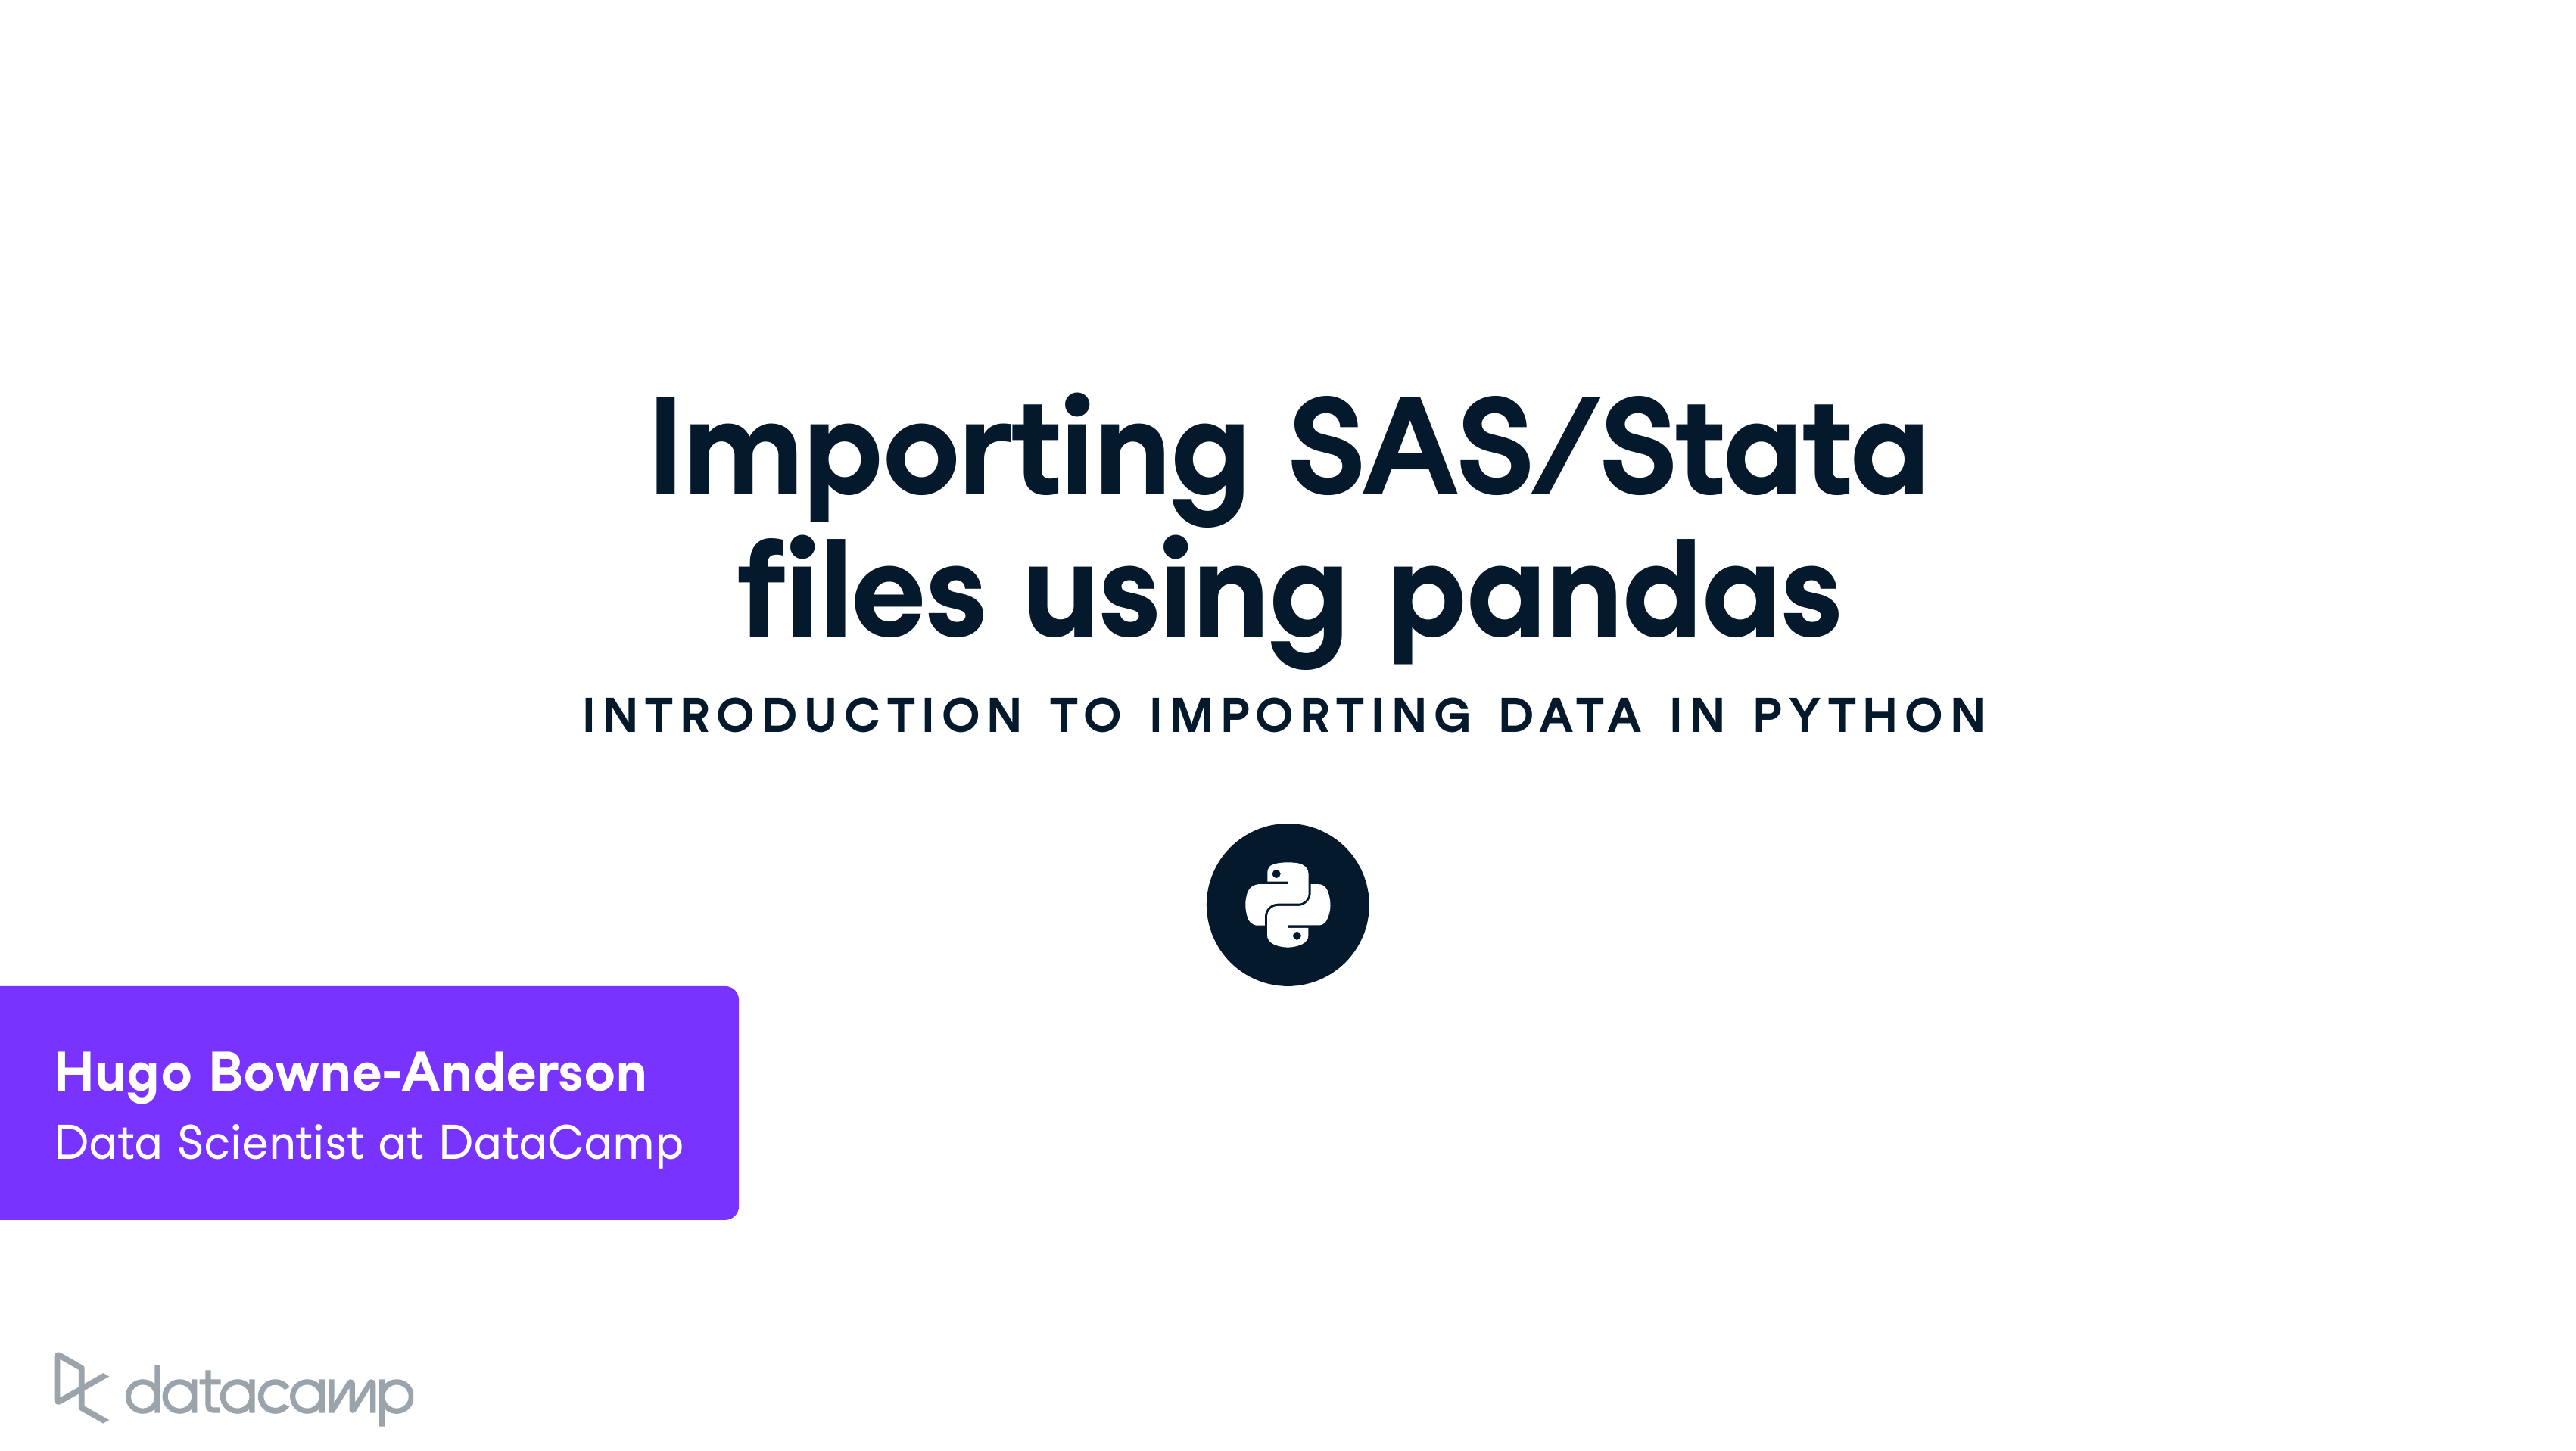 Importing SAS/Stata
files using pandas
INTRODUCTION TO IMPORTING DATA IN PYTHON
Hugo Bowne-Anderson
Data Scientist at DataCamp
datacamp